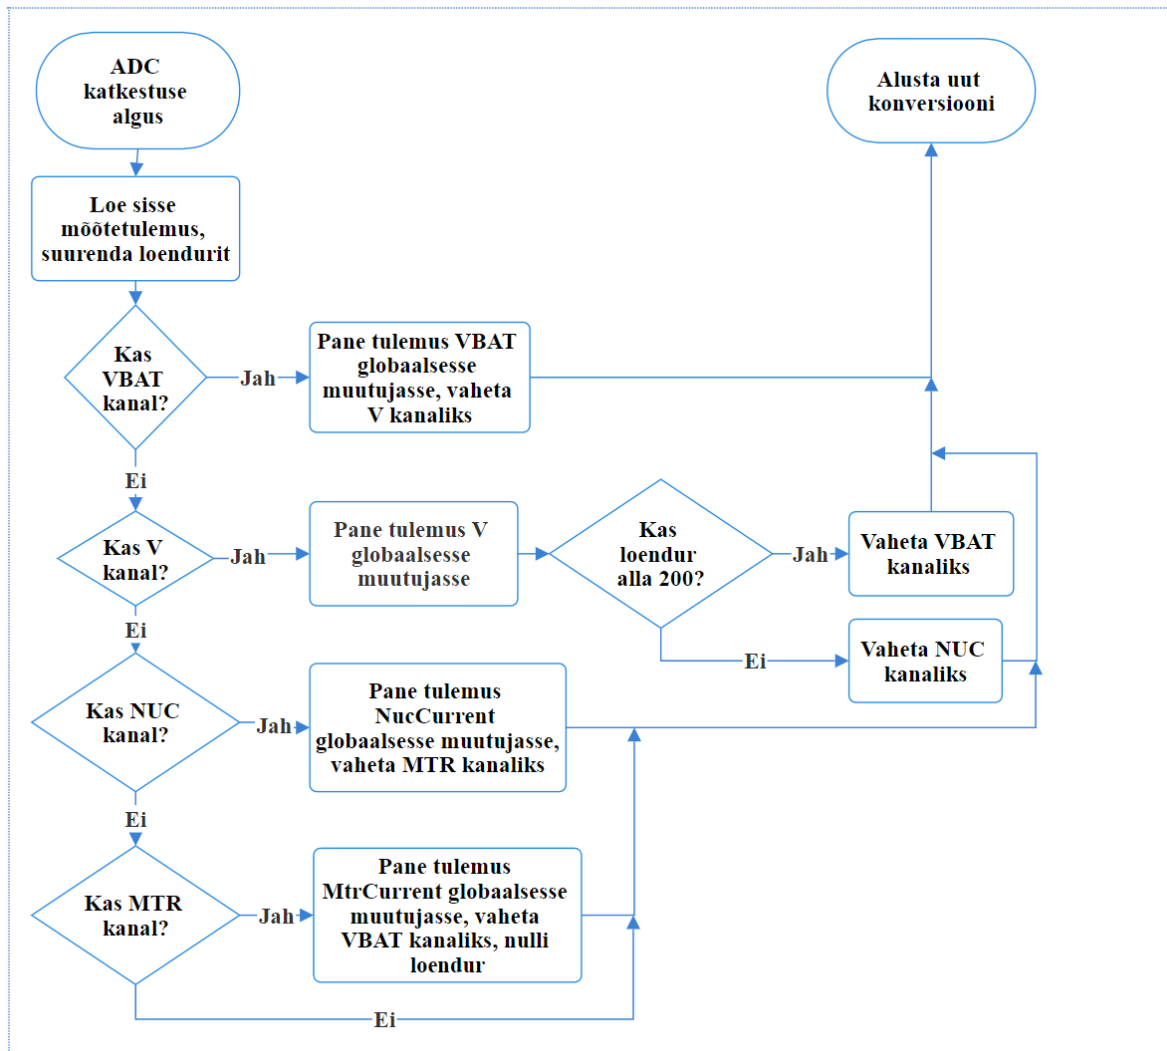 ADC
katkestuse
algus
Alusta uut
konversiooni
Loe sisse
mõõtetulemus,
suurenda loendurit
Kas
VBAT
kanal?
Jah
Pane tulemus VBAT
globaalsesse
muutujasse, vaheta
V kanaliks
Ei
Kas V
kanal?
Jah
Pane tulemus V
globaalsesse
muutujasse
Kas
loendur
alla 200?
Jah
Vaheta VBAT
kanaliks
Ei
Vaheta NUC
kanaliks
Ei
Kas NUC
kanal?
Jah
Pane tulemus
NucCurrent
globaalsesse muutujasse,
vaheta MTR kanaliks
Ei
Kas MTR
kanal?
Jah
Pane tulemus
MtrCurrent globaalsesse
muutujasse, vaheta
VBAT kanaliks, nulli
loendur
Ei